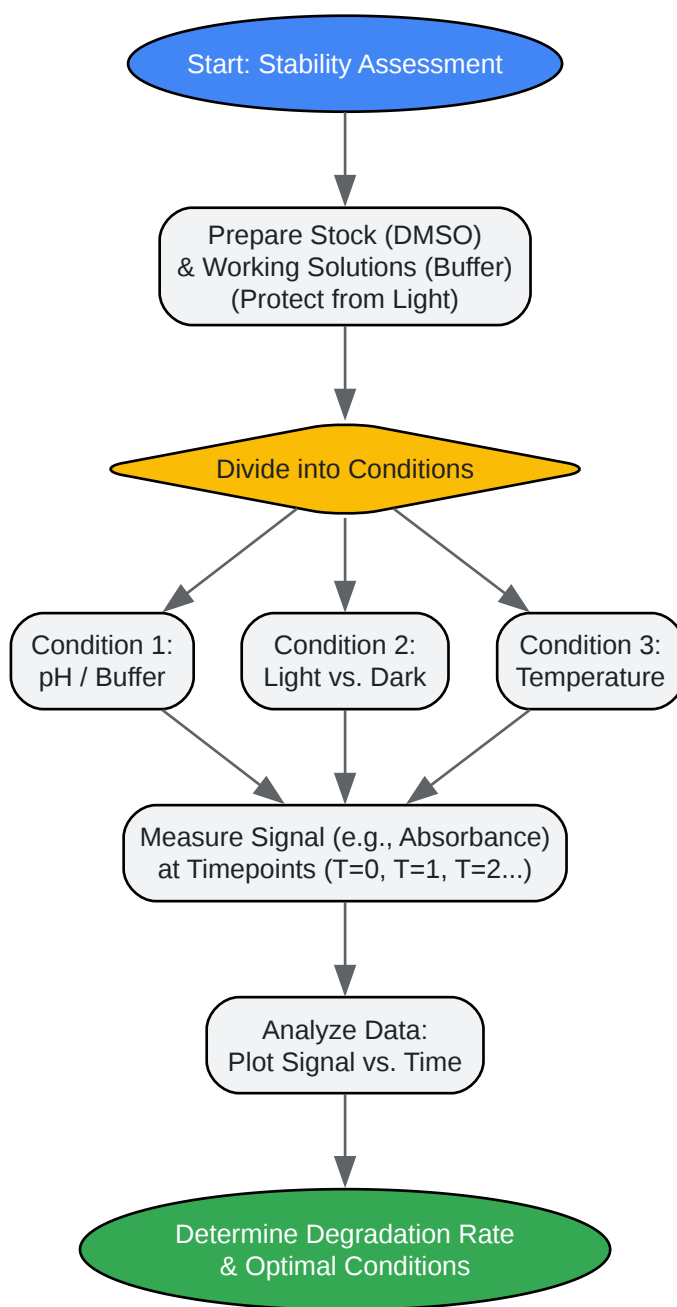 Start: Stability Assessment
Prepare Stock (DMSO)
& Working Solutions (Buffer)
(Protect from Light)
Divide into Conditions
Condition 1:
pH / Buffer
Condition 2:
Light vs. Dark
Condition 3:
Temperature
Measure Signal (e.g., Absorbance)
at Timepoints (T=0, T=1, T=2...)
Analyze Data:
Plot Signal vs. Time
Determine Degradation Rate
& Optimal Conditions